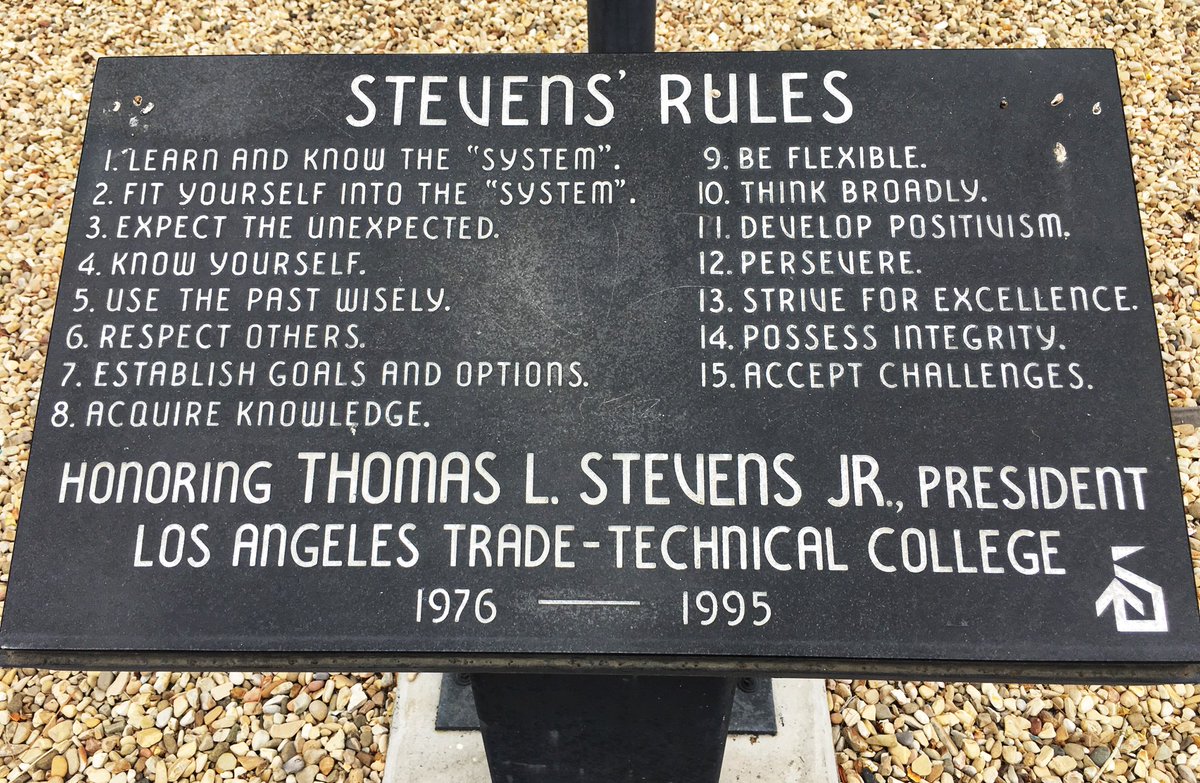 STEVENS' RULES
1. LEARN AND KNOW THE "SYSTEM".
2. FIT YOURSELF INTO THE "SYSTEM".
3. EXPECT THE UNEXPECTED.
4. KNOW YOURSELF.
5. USE THE PAST WISELY.
6. RESPECT OTHERS.
7. ESTABLISH GOALS AND OPTIONS.
8. ACQUIRE KNOWLEDGE.
9. BE FLEXIBLE.
10. THINK BROADLY.
11. DEVELOP POSITIVISM.
12. PERSEVERE.
13. STRIVE FOR EXCELLENCE.
14. POSSESS INTEGRITY.
15. ACCEPT CHALLENGES.
HONORING THOMAS L. STEVENS JR., PRESIDENT
LOS ANGELES TRADE-TECHNICAL COLLEGE
1976 — 1995